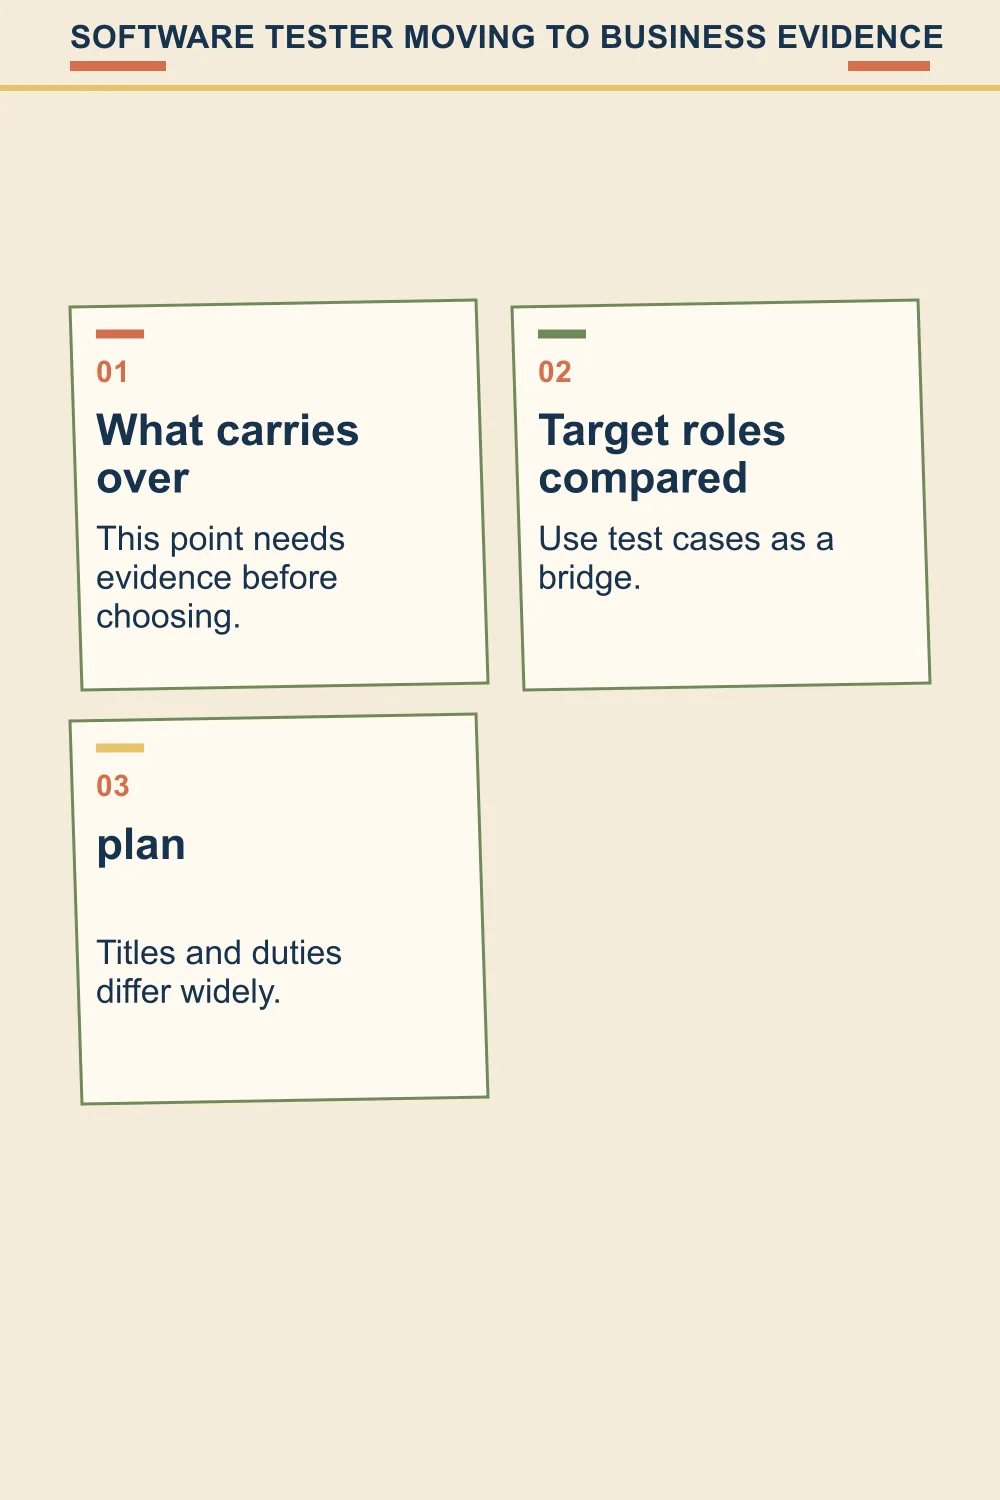 SOFTWARE TESTER MOVING TO BUSINESS EVIDENCE
01
What carries
over
This point needs
evidence before
choosing.
02
Target roles
compared
Use test cases as a
bridge.
03
plan
Titles and duties
differ widely.